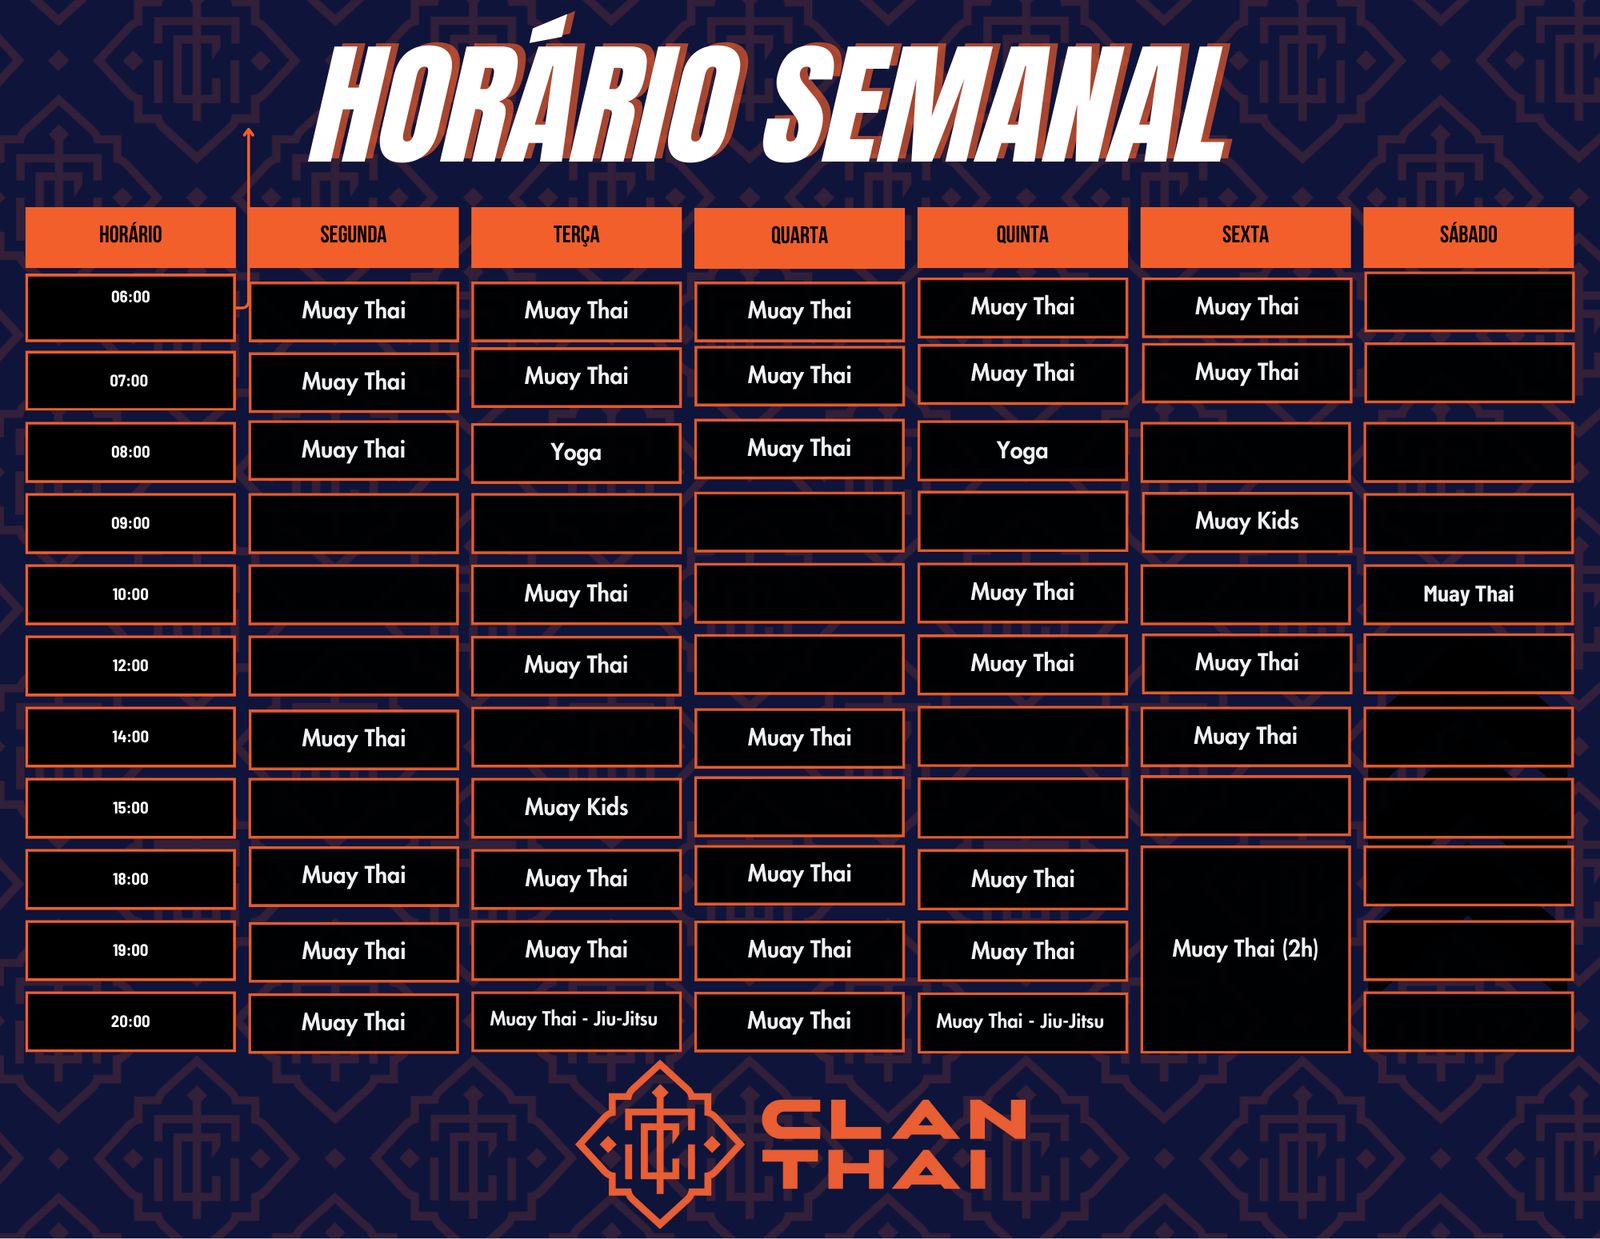 HORÁRIO SEMANAL
HORÁRIO SEGUNDA TERÇA QUARTA QUINTA SEXTA SÁBADO
06:00 Muay Thai Muay Thai Muay Thai Muay Thai Muay Thai
07:00 Muay Thai Muay Thai Muay Thai Muay Thai Muay Thai
08:00 Muay Thai Yoga Muay Thai Yoga
09:00 Muay Kids
10:00 Muay Thai Muay Thai Muay Thai
12:00 Muay Thai Muay Thai Muay Thai
14:00 Muay Thai Muay Thai Muay Thai
15:00 Muay Kids
18:00 Muay Thai Muay Thai Muay Thai Muay Thai
19:00 Muay Thai Muay Thai Muay Thai Muay Thai Muay Thai (2h)
20:00 Muay Thai Muay Thai - Jiu-Jitsu Muay Thai Muay Thai - Jiu-Jitsu
CLAN
THAI